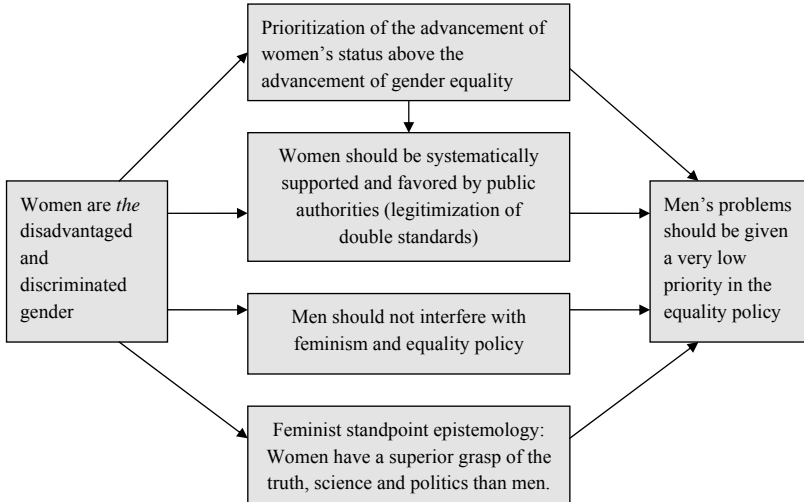 Prioritization of the advancement of
women’s status above the
advancement of gender equality
Women should be systematically
supported and favored by public
authorities (legitimization of
double standards)
Women are the
disadvantaged
and
discriminated
gender
Men’s problems
should be given
a very low
priority in the
equality policy
Men should not interfere with
feminism and equality policy
Feminist standpoint epistemology:
Women have a superior grasp of the
truth, science and politics than men.